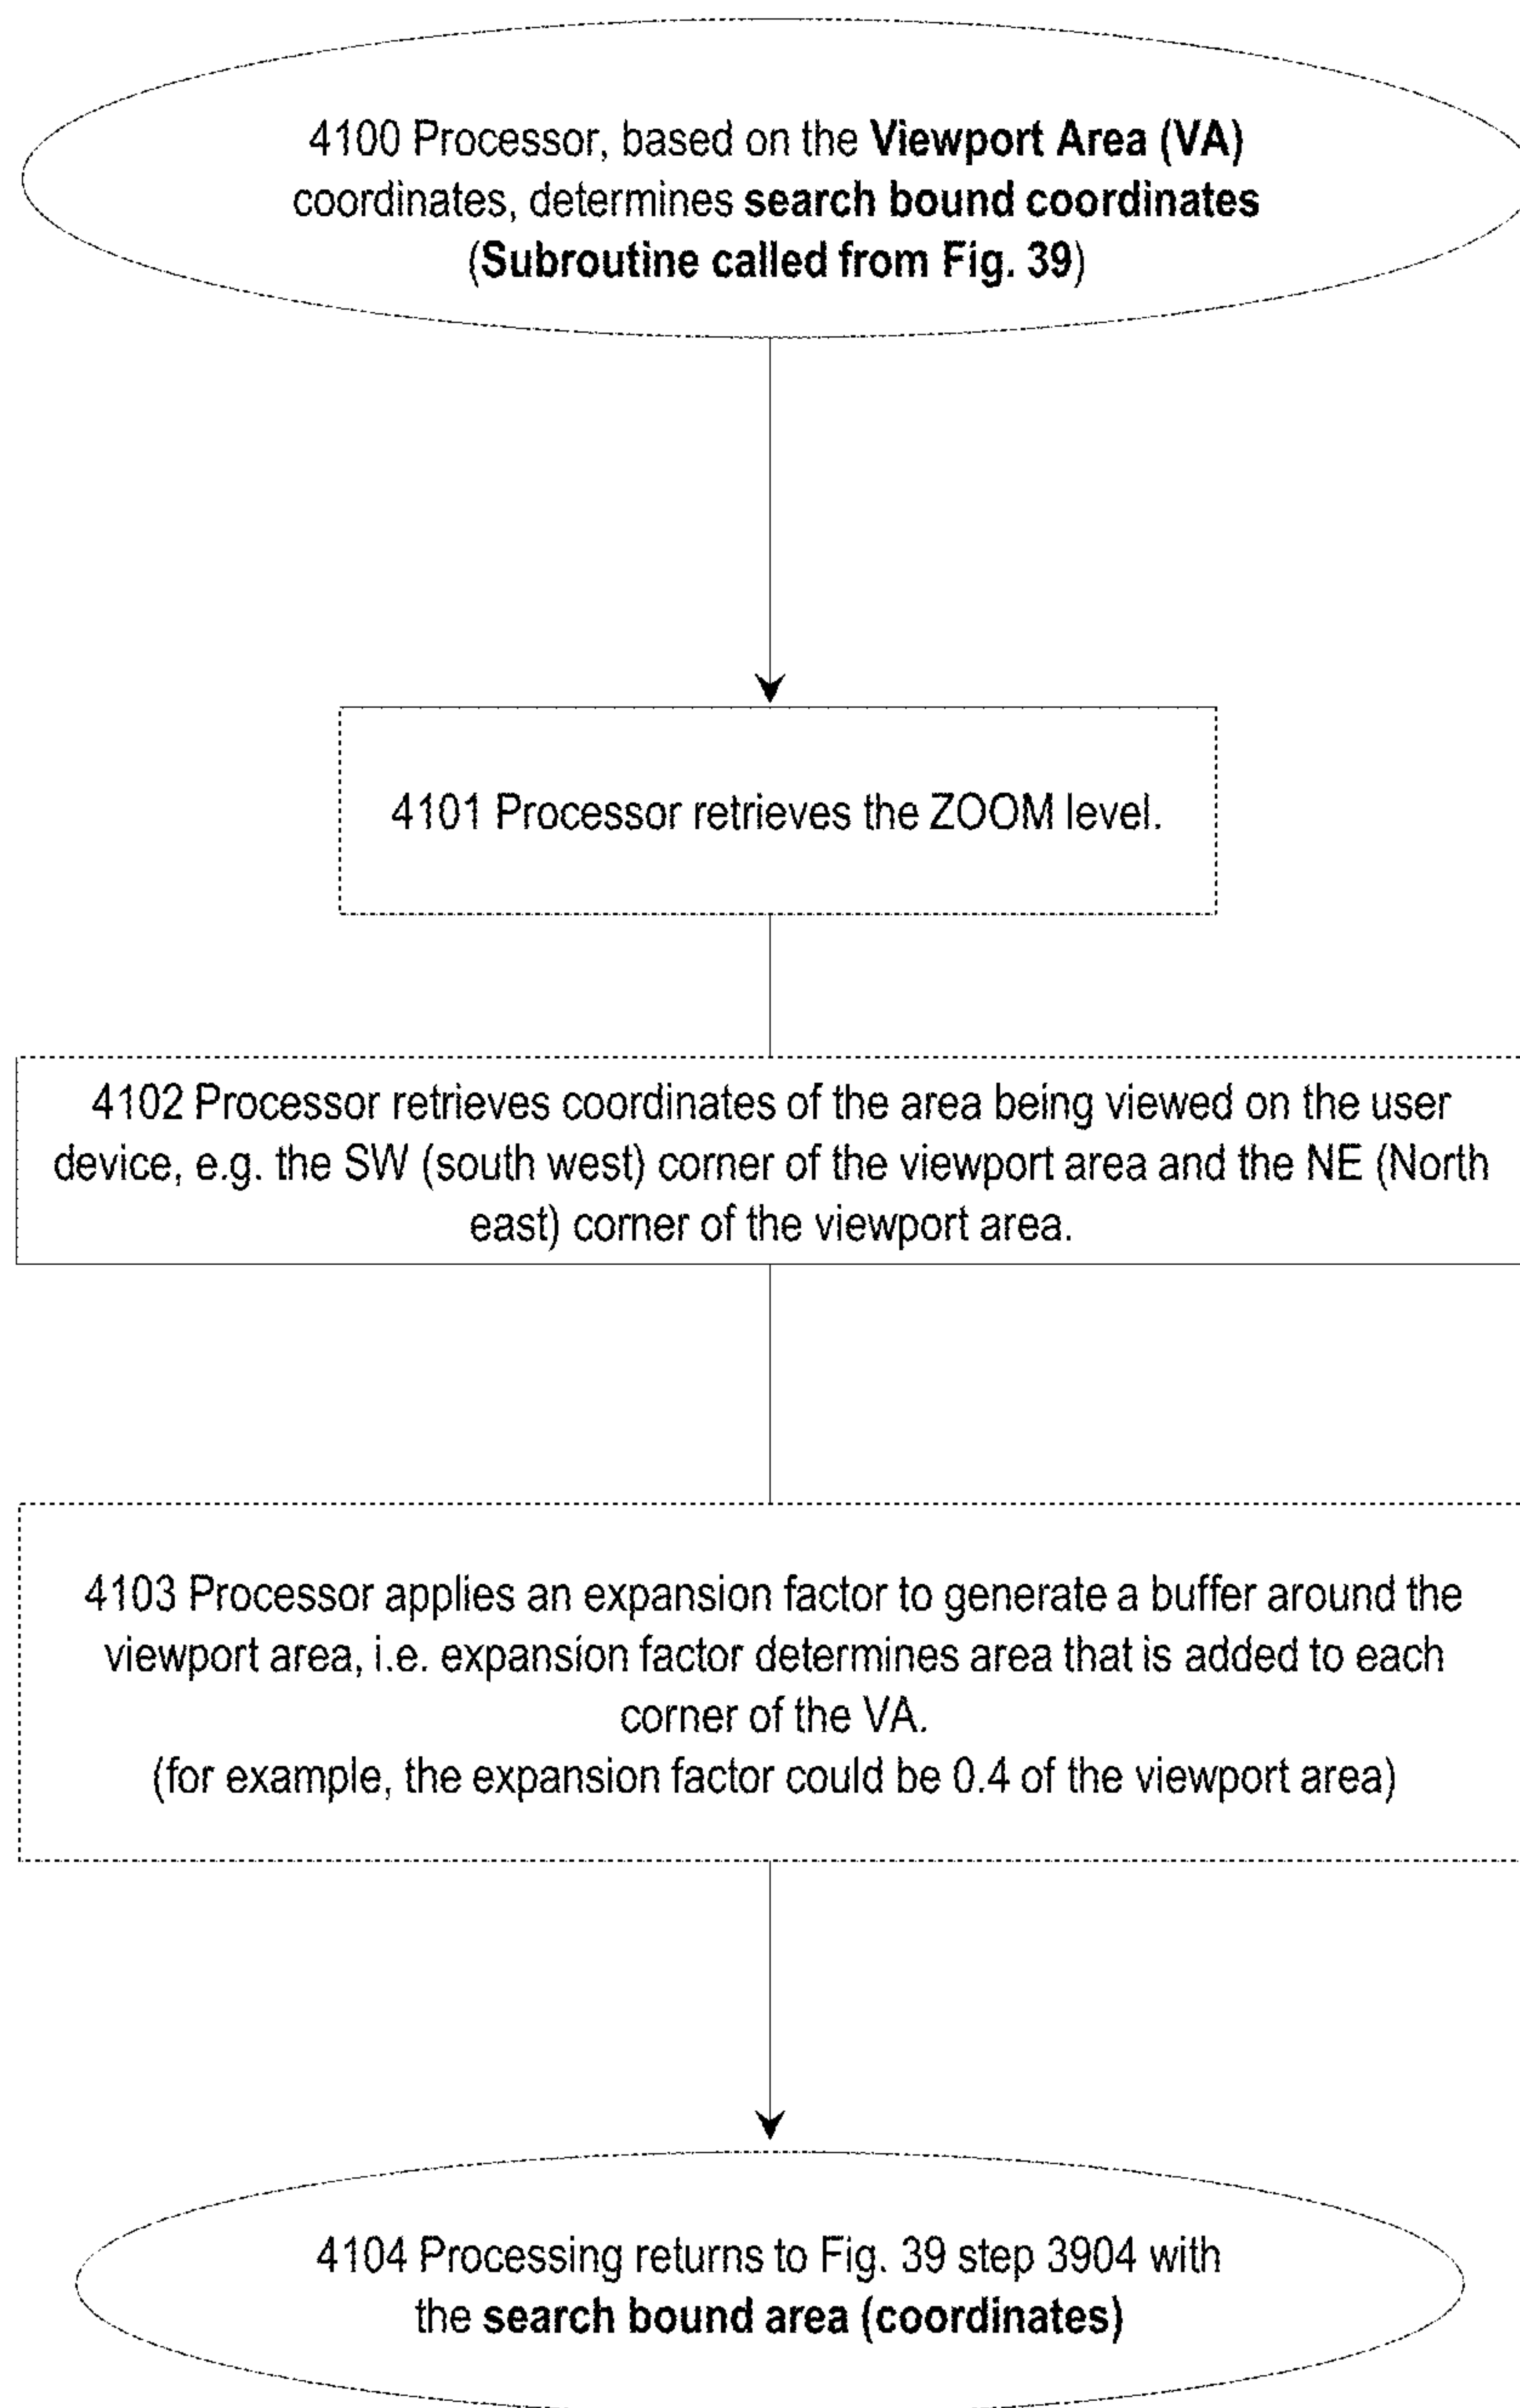 4100 Processor, based on the Viewport Area (VA)
coordinates, determines search bound coordinates
(Subroutine called from Fig. 39)
4101 Processor retrieves the ZOOM level.
4102 Processor retrieves coordinates of the area being viewed on the user
device, e.g. the SW (south west) corner of the viewport area and the NE (North
east) corner of the viewport area.
4103 Processor applies an expansion factor to generate a buffer around the
viewport area, i.e. expansion factor determines area that is added to each
corner of the VA.
(for example, the expansion factor could be 0.4 of the viewport area)
4104 Processing returns to Fig. 39 step 3904 with
the search bound area (coordinates)